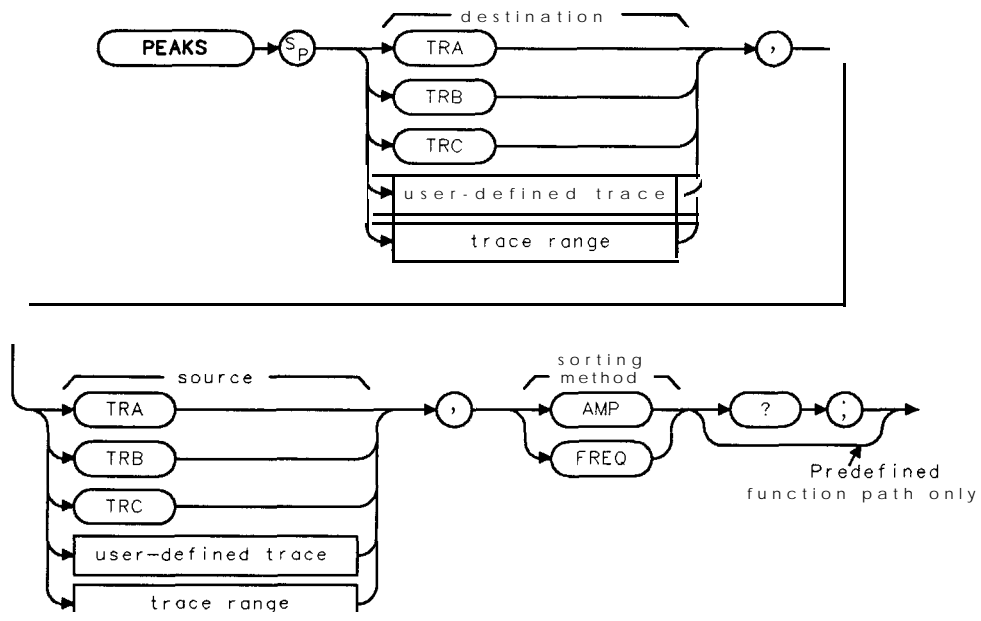 destination
PEAKS SP TRA ,
TRB
TRC
user-defined trace
trace range
source
sorting
method
TRA , AMP ? ;
TRB FREQ
TRC
Predefined
function path only
user-defined trace
trace range